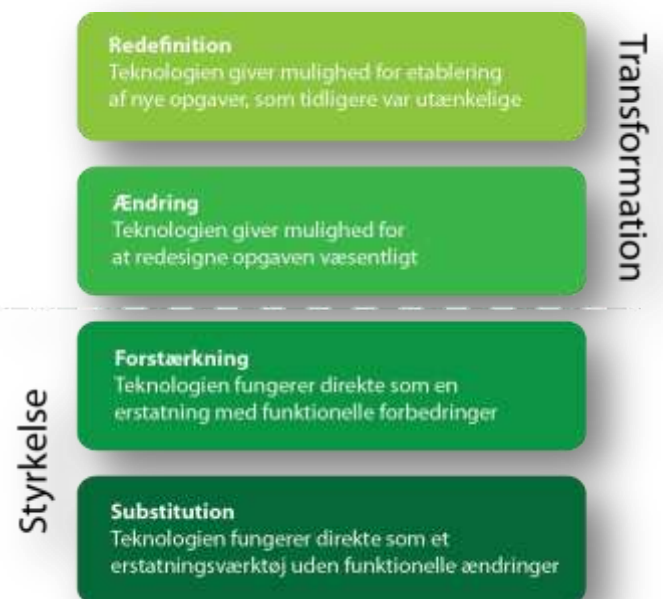 Redefinition
Teknologien giver mulighed for etablering
af nye opgaver, som tidligere var utænkelige
Transformation
Ændring
Teknologien giver mulighed for
at redesigne opgaven væsentligt
Forstærkning
Teknologien fungerer direkte som en
erstatning med funktionelle forbedringer
Styrkelse
Substitution
Teknologien fungerer direkte som et
erstatningsværktøj uden funktionelle ændringer